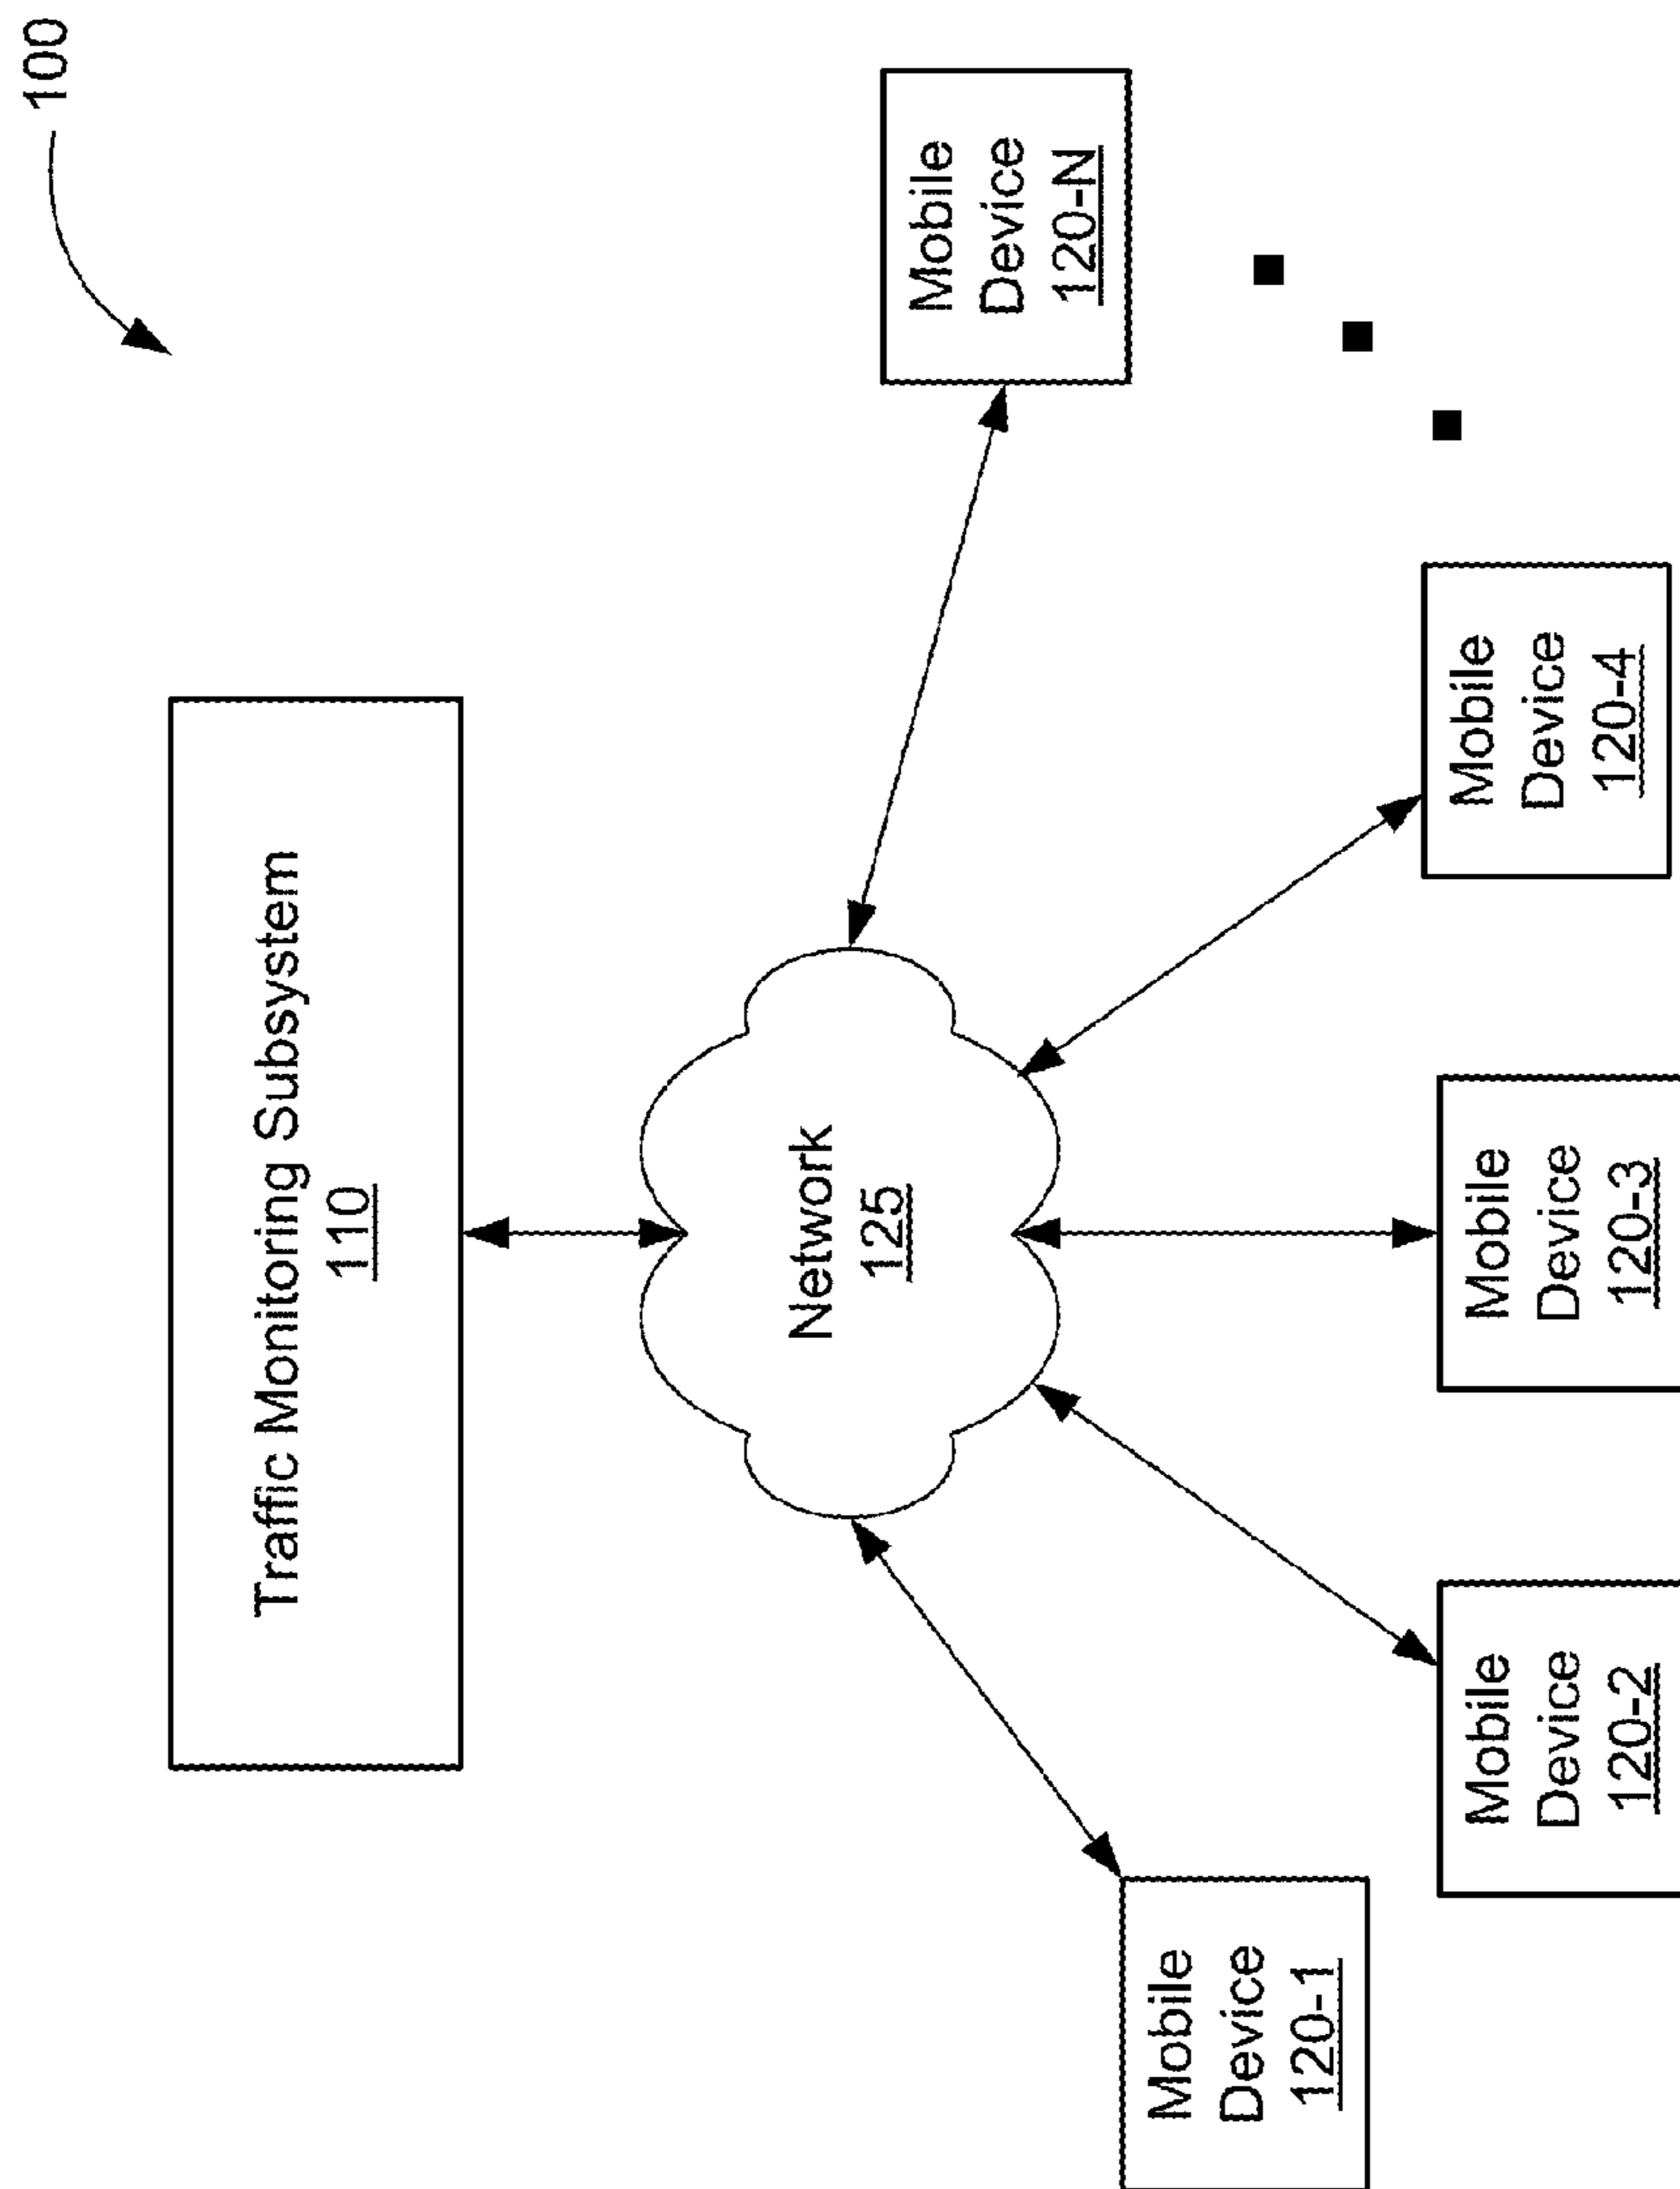 100
Traffic Monitoring Subsystem
110
Network
125
Mobile
Device
120-1
Mobile
Device
120-2
Mobile
Device
120-3
Mobile
Device
120-4
Mobile
Device
120-N